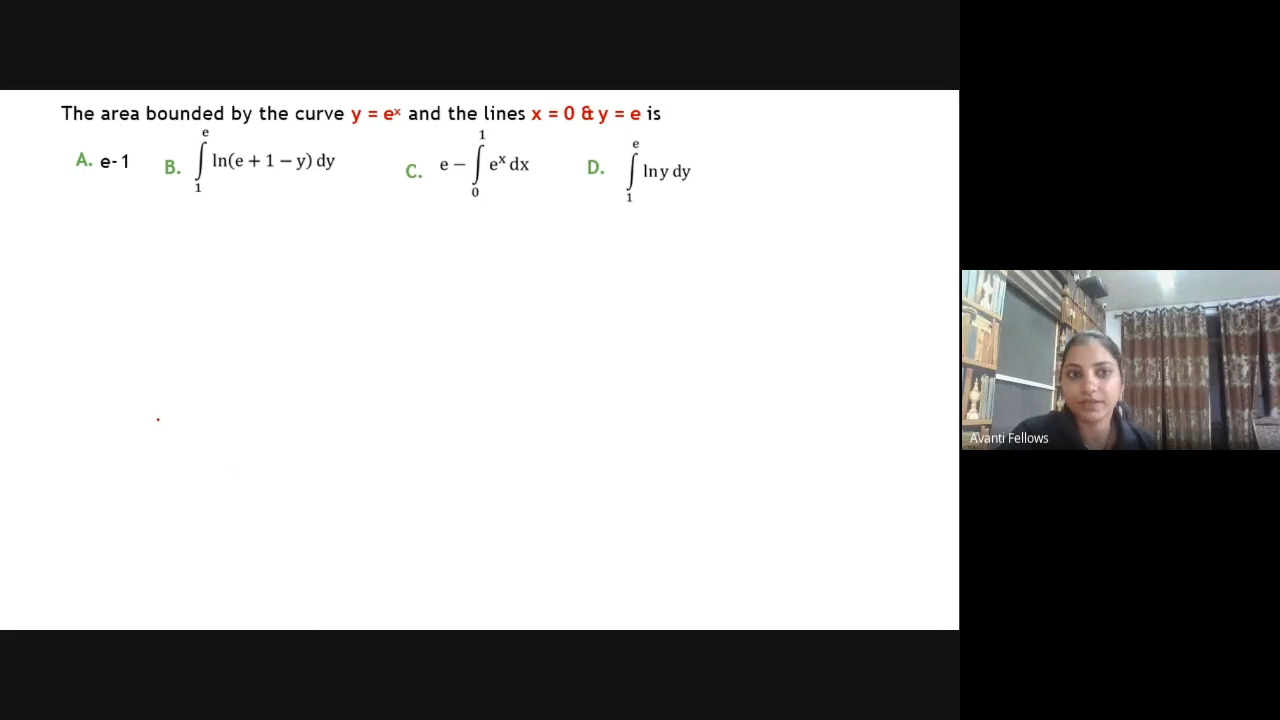 The area bounded by the curve y = eˣ and the lines x = 0 & y = e is
A. e- 1 B. ∫₁ᵉ ln(e + 1 − y) dy C. e − ∫₀¹ eˣ dx D. ∫₁ᵉ ln y dy
Avanti Fellows